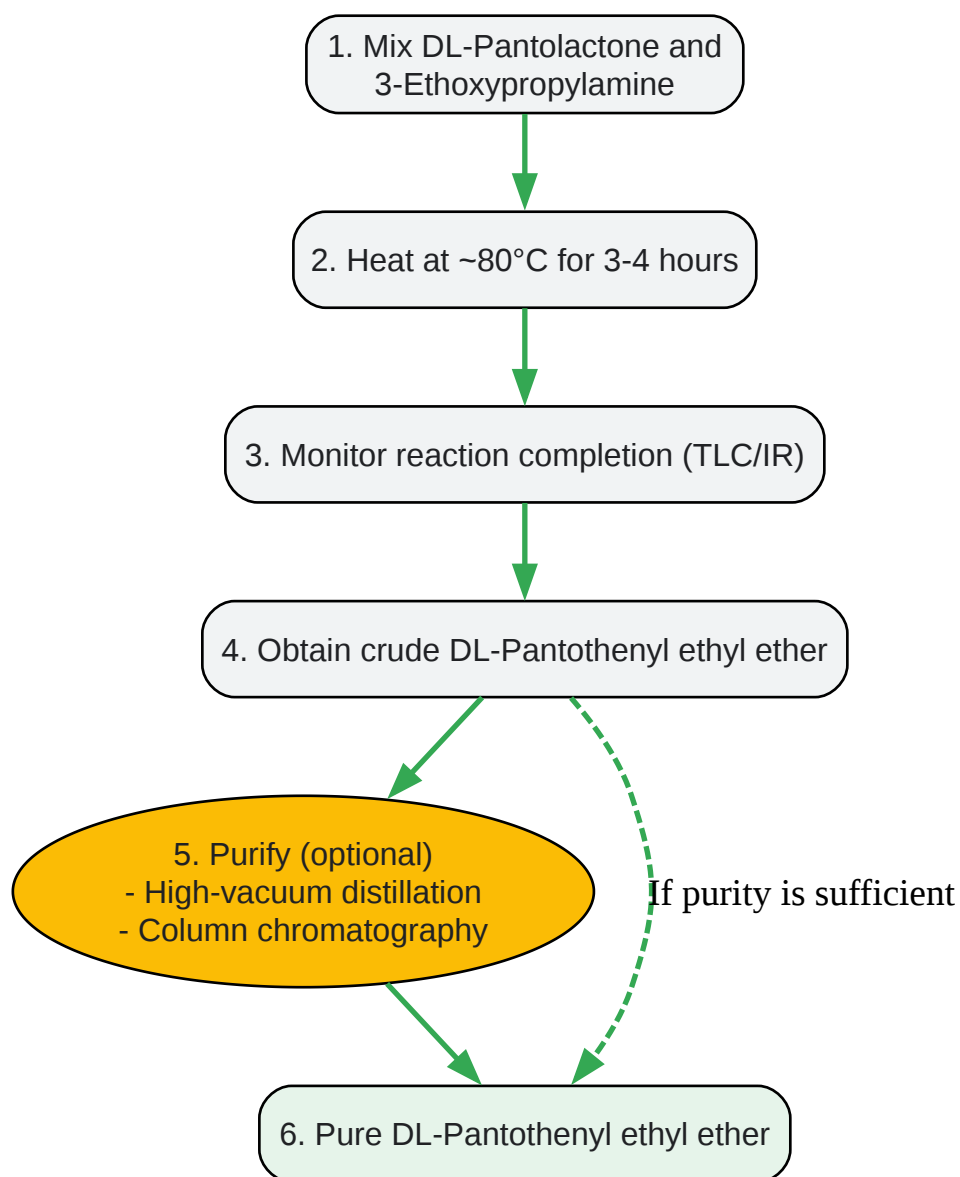 1. Mix DL-Pantolactone and
3-Ethoxypropylamine
2. Heat at ~80°C for 3-4 hours
3. Monitor reaction completion (TLC/IR)
4. Obtain crude DL-Pantothenyl ethyl ether
5. Purify (optional)
- High-vacuum distillation
- Column chromatography
If purity is sufficient
6. Pure DL-Pantothenyl ethyl ether